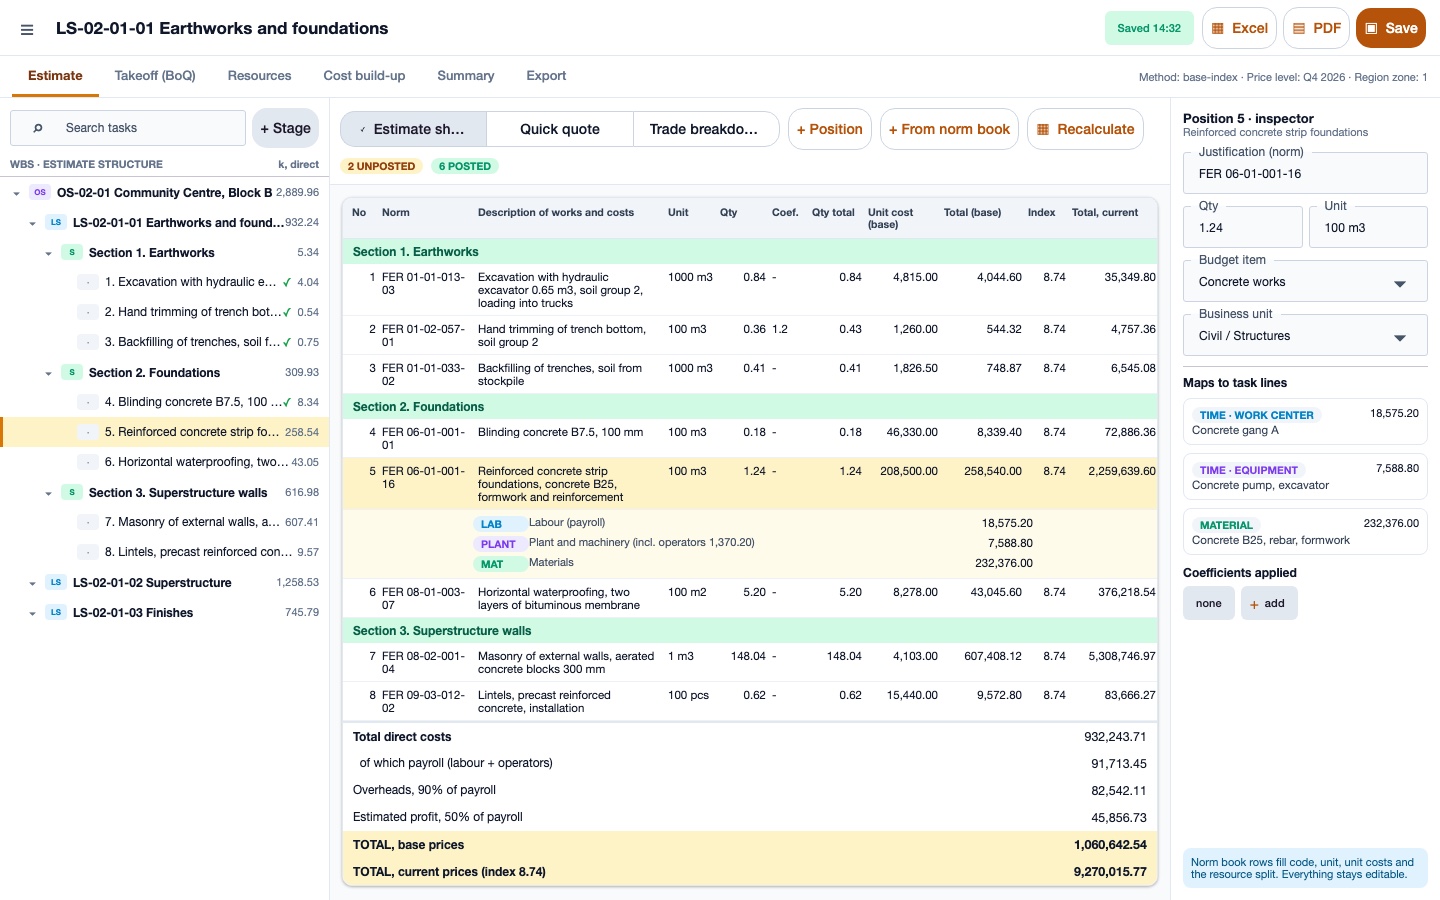 LS-02-01-01 Earthworks and foundations
Saved 14:32
Excel
PDF
Save
Estimate
Takeoff (BoQ)
Resources
Cost build-up
Summary
Export
Method: base-index · Price level: Q4 2026 · Region zone: 1
Search tasks
+ Stage
WBS · ESTIMATE STRUCTURE k, direct
OS OS-02-01 Community Centre, Block B 2,889.96
LS LS-02-01-01 Earthworks and found... 932.24
S Section 1. Earthworks 5.34
1. Excavation with hydraulic e... ✓ 4.04
2. Hand trimming of trench bot... ✓ 0.54
3. Backfilling of trenches, soil f... ✓ 0.75
S Section 2. Foundations 309.93
4. Blinding concrete B7.5, 100 ... ✓ 8.34
5. Reinforced concrete strip fo... 258.54
6. Horizontal waterproofing, two... 43.05
S Section 3. Superstructure walls 616.98
7. Masonry of external walls, a... 607.41
8. Lintels, precast reinforced con... 9.57
LS LS-02-01-02 Superstructure 1,258.53
LS LS-02-01-03 Finishes 745.79
✓ Estimate sh...
Quick quote
Trade breakdo...
+ Position
+ From norm book
Recalculate
2 UNPOSTED
6 POSTED
No Norm Description of works and costs Unit Qty Coef. Qty total Unit cost Total (base) Index Total, current
(base)
Section 1. Earthworks
1 FER 01-01-013- Excavation with hydraulic 1000 m3 0.84 - 0.84 4,815.00 4,044.60 8.74 35,349.80
03 excavator 0.65 m3, soil group 2,
loading into trucks
2 FER 01-02-057- Hand trimming of trench bottom, 100 m3 0.36 1.2 0.43 1,260.00 544.32 8.74 4,757.36
01 soil group 2
3 FER 01-01-033- Backfilling of trenches, soil from 1000 m3 0.41 - 0.41 1,826.50 748.87 8.74 6,545.08
02 stockpile
Section 2. Foundations
4 FER 06-01-001- Blinding concrete B7.5, 100 mm 100 m3 0.18 - 0.18 46,330.00 8,339.40 8.74 72,886.36
01
5 FER 06-01-001- Reinforced concrete strip 100 m3 1.24 - 1.24 208,500.00 258,540.00 8.74 2,259,639.60
16 foundations, concrete B25,
formwork and reinforcement
LAB Labour (payroll) 18,575.20
PLANT Plant and machinery (incl. operators 1,370.20) 7,588.80
MAT Materials 232,376.00
6 FER 08-01-003- Horizontal waterproofing, two 100 m2 5.20 - 5.20 8,278.00 43,045.60 8.74 376,218.54
07 layers of bituminous membrane
Section 3. Superstructure walls
7 FER 08-02-001- Masonry of external walls, aerated 1 m3 148.04 - 148.04 4,103.00 607,408.12 8.74 5,308,746.97
04 concrete blocks 300 mm
8 FER 09-03-012- Lintels, precast reinforced 100 pcs 0.62 - 0.62 15,440.00 9,572.80 8.74 83,666.27
02 concrete, installation
Total direct costs 932,243.71
of which payroll (labour + operators) 91,713.45
Overheads, 90% of payroll 82,542.11
Estimated profit, 50% of payroll 45,856.73
TOTAL, base prices 1,060,642.54
TOTAL, current prices (index 8.74) 9,270,015.77
Position 5 · inspector
Reinforced concrete strip foundations
Justification (norm)
FER 06-01-001-16
Qty Unit
1.24 100 m3
Budget item
Concrete works
Business unit
Civil / Structures
Maps to task lines
TIME · WORK CENTER 18,575.20
Concrete gang A
TIME · EQUIPMENT 7,588.80
Concrete pump, excavator
MATERIAL 232,376.00
Concrete B25, rebar, formwork
Coefficients applied
none
+ add
Norm book rows fill code, unit, unit costs and
the resource split. Everything stays editable.